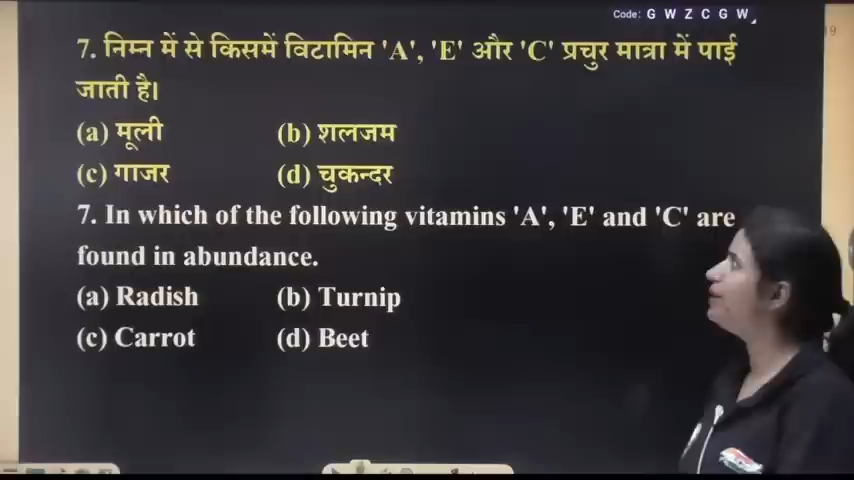 Code: G W Z C G W
19
7. निम्न में से किसमें विटामिन 'A', 'E' और 'C' प्रचुर मात्रा में पाई
जाती है।
(a) मूली (b) शलजम
(c) गाजर (d) चुकन्दर
7. In which of the following vitamins 'A', 'E' and 'C' are
found in abundance.
(a) Radish (b) Turnip
(c) Carrot (d) Beet